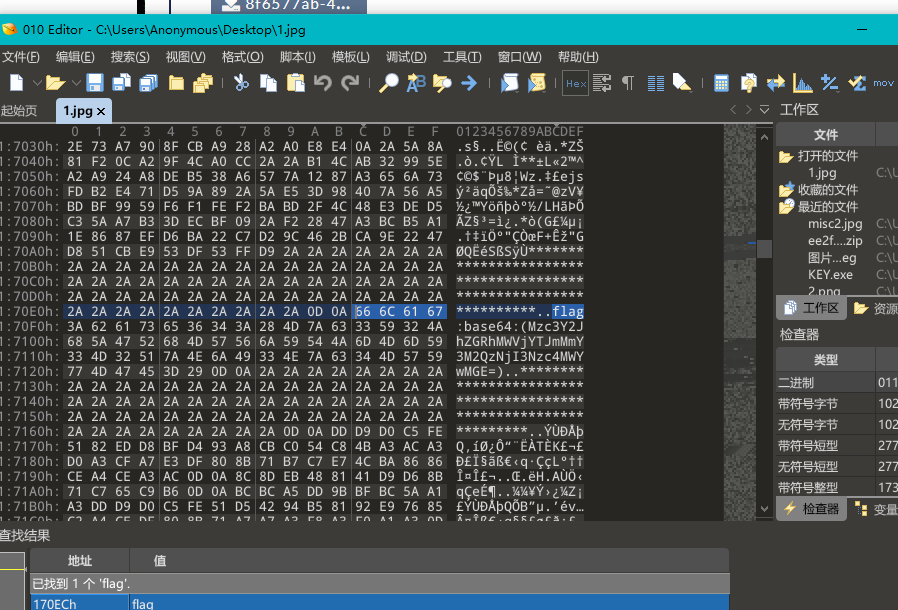 8f6577ab-4...
010 Editor - C:\Users\Anonymous\Desktop\1.jpg
文件(F) 编辑(E) 搜索(S) 视图(V) 格式(O) 脚本(I) 模板(L) 调试(D) 工具(T) 窗口(W) 帮助(H)
Hex mov
起始页 1.jpg ×
0 1 2 3 4 5 6 7 8 9 A B C D E F 0123456789ABCDEF
1:7030h: 2E 73 A7 90 8F CB A9 28 A2 A0 E8 E4 0A 2A 5A 8A .s§..Ë©(¢ èä.*ZŠ
1:7040h: 81 F2 0C A2 9F 4C A0 CC 2A 2A B1 4C AB 32 99 5E .ò.¢ŸL Ì**±L«2™^
1:7050h: A2 A9 24 A8 DE B5 38 A6 57 7A 12 87 A3 65 6A 73 ¢©$¨Þµ8¦Wz.‡£ejs
1:7060h: FD B2 E4 71 D5 9A 89 2A 5A E5 3D 98 40 7A 56 A5 ý²äqÕš‰*Zå=˜@zV¥
1:7070h: BD BF 99 59 F6 F1 FE F2 BA BD 2F 4C 48 E3 DE D5 ½¿™Yöñþòº½/LHãÞÕ
1:7080h: C3 5A A7 B3 3D EC BF 09 2A F2 28 47 A3 BC B5 A1 ÃZ§³=ì¿.*ò(G£¼µ¡
1:7090h: 1E 86 87 EF D6 BA 22 C7 D2 9C 46 2B CA 9E 22 47 .†‡ïÖº"ÇÒœF+Êž"G
1:70A0h: D8 51 CB E9 53 DF 53 FF D9 2A 2A 2A 2A 2A 2A 2A ØQËéSßSÿÙ*******
1:70B0h: 2A 2A 2A 2A 2A 2A 2A 2A 2A 2A 2A 2A 2A 2A 2A 2A ****************
1:70C0h: 2A 2A 2A 2A 2A 2A 2A 2A 2A 2A 2A 2A 2A 2A 2A 2A ****************
1:70D0h: 2A 2A 2A 2A 2A 2A 2A 2A 2A 2A 2A 2A 2A 2A 2A 2A ****************
1:70E0h: 2A 2A 2A 2A 2A 2A 2A 2A 2A 2A 0D 0A 66 6C 61 67 **********..flag
1:70F0h: 3A 62 61 73 65 36 34 3A 28 4D 7A 63 33 59 32 4A :base64:(Mzc3Y2J
1:7100h: 68 5A 47 52 68 4D 57 56 6A 59 54 4A 6D 4D 6D 59 hZGRhMWVjYTJmMmY
1:7110h: 33 4D 32 51 7A 4E 6A 49 33 4E 7A 63 34 4D 57 59 3M2QzNjI3Nzc4MWY
1:7120h: 77 4D 47 45 3D 29 0D 0A 2A 2A 2A 2A 2A 2A 2A 2A wMGE=)..********
1:7130h: 2A 2A 2A 2A 2A 2A 2A 2A 2A 2A 2A 2A 2A 2A 2A 2A ****************
1:7140h: 2A 2A 2A 2A 2A 2A 2A 2A 2A 2A 2A 2A 2A 2A 2A 2A ****************
1:7150h: 2A 2A 2A 2A 2A 2A 2A 2A 2A 2A 2A 2A 2A 2A 2A 2A ****************
1:7160h: 2A 2A 2A 2A 2A 2A 2A 2A 2A 0D 0A DD D9 D0 C5 FE *********..ÝÙÐÅþ
1:7170h: 51 82 ED D8 BF D4 93 A8 CB C0 54 C8 4B A3 AC A3 Q‚íØ¿Ô“¨ËÀTÈK£¬£
1:7180h: D0 A3 CF A7 E3 DF 80 8B 71 B7 C7 E7 4C BA 86 86 Ð£Ï§ãß€‹q·ÇçLº††
1:7190h: CE A4 CE A3 AC 0D 0A 8C 8D EB 48 81 41 D9 D6 8B
1:71A0h: 71 C7 65 C9 B6 0D 0A BC BC A5 DD 9B BF BC 5A A1
1:71B0h: A3 DD D9 D0 C5 FE 51 D5 42 94 B5 81 92 E9 76 85 £ÝÙÐÅþQÕB”µ.’év…
工作区
文件
打开的文件
1.jpg C:\U
收藏的文件
最近的文件
misc2.jpg C:\U
ee2f....zip C:\U
图片...eg C:\U
KEY.exe C:\U
2.png
工作区 资源
检查器
类型
二进制 011
带符号字节 102
无符号字节 102
带符号短型 277
无符号短型 277
带符号整型 173
检查器 变量
查找结果
地址 值
已找到 1 个 'flag'.
170ECh flag